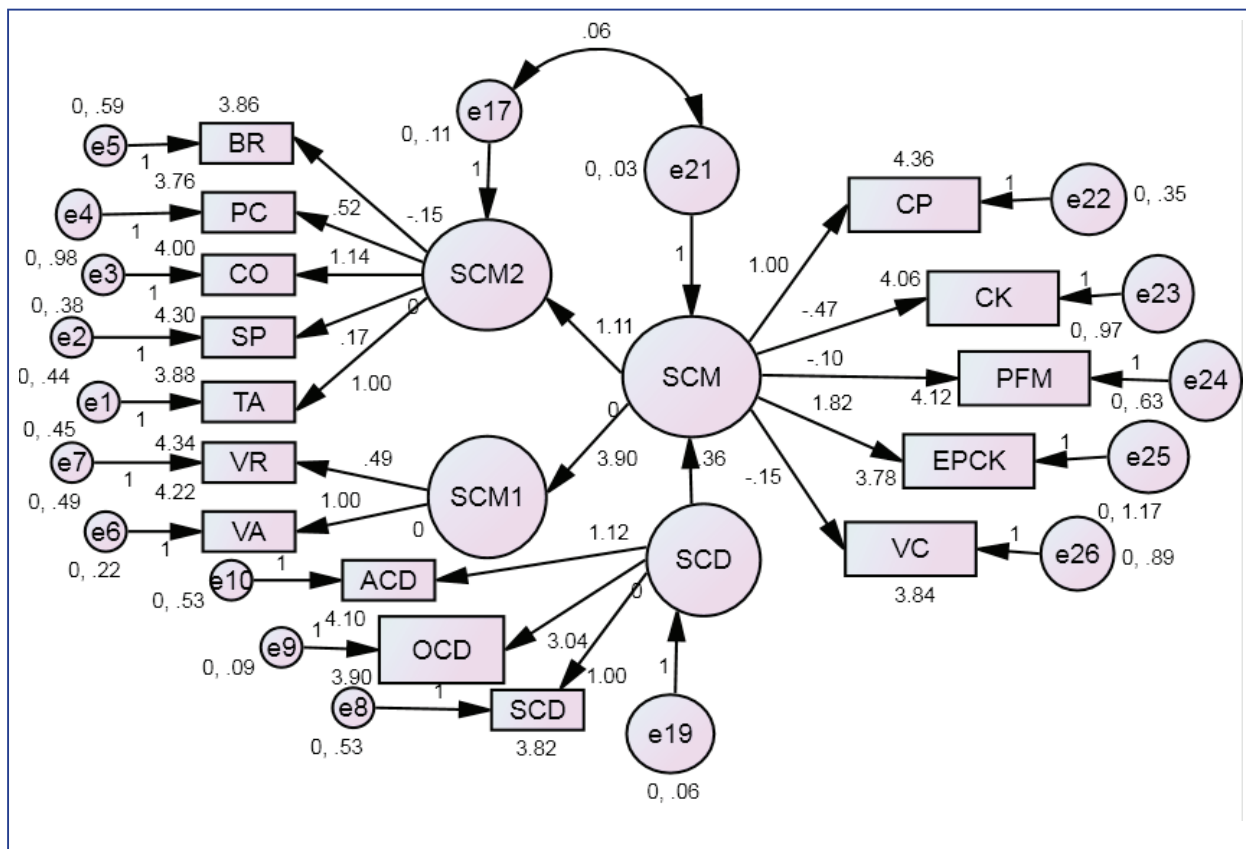 .06
e17
0, .11
1
e21
0, .03
1
0, .59
e5
1
3.86
BR
-.15
e4
1
3.76
PC
.52
0, .98
e3
1
4.00
CO
1.14
0, .38
e2
1
4.30
SP
.17
0, .44
e1
1
3.88
TA
1.00
SCM2
0
0, .45
e7
1
4.34
VR
.49
0, .49
e6
1
4.22
VA
1.00
0, .22
SCM1
0
1.11
3.90
SCM
0
.36
1.00
4.36
CP
1
e22
0, .35
-.47
4.06
CK
1
e23
0, .97
-.10
4.12
PFM
1
e24
0, .63
1.82
3.78
EPCK
1
e25
0, 1.17
-.15
VC
3.84
1
e26
0, .89
e10
1
0, .53
ACD
1.12
4.10
SCD
0
e9
1
0, .09
OCD
3.04
3.90
e8
1
0, .53
SCD
1.00
3.82
1
e19
0, .06